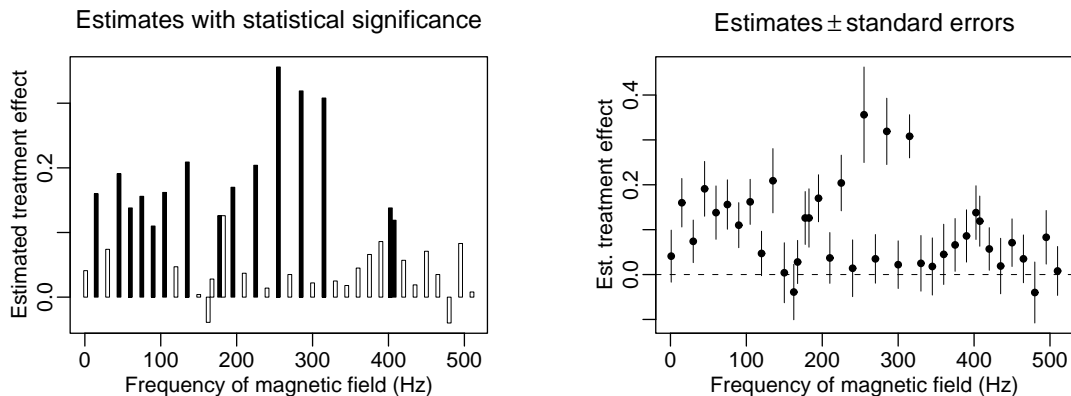 Estimates with statistical significance
Estimated treatment effect
0.2
0.0
0 100 200 300 400 500
Frequency of magnetic field (Hz)
Estimates ± standard errors
Est. treatment effect
0.4
0.2
0.0
0 100 200 300 400 500
Frequency of magnetic field (Hz)